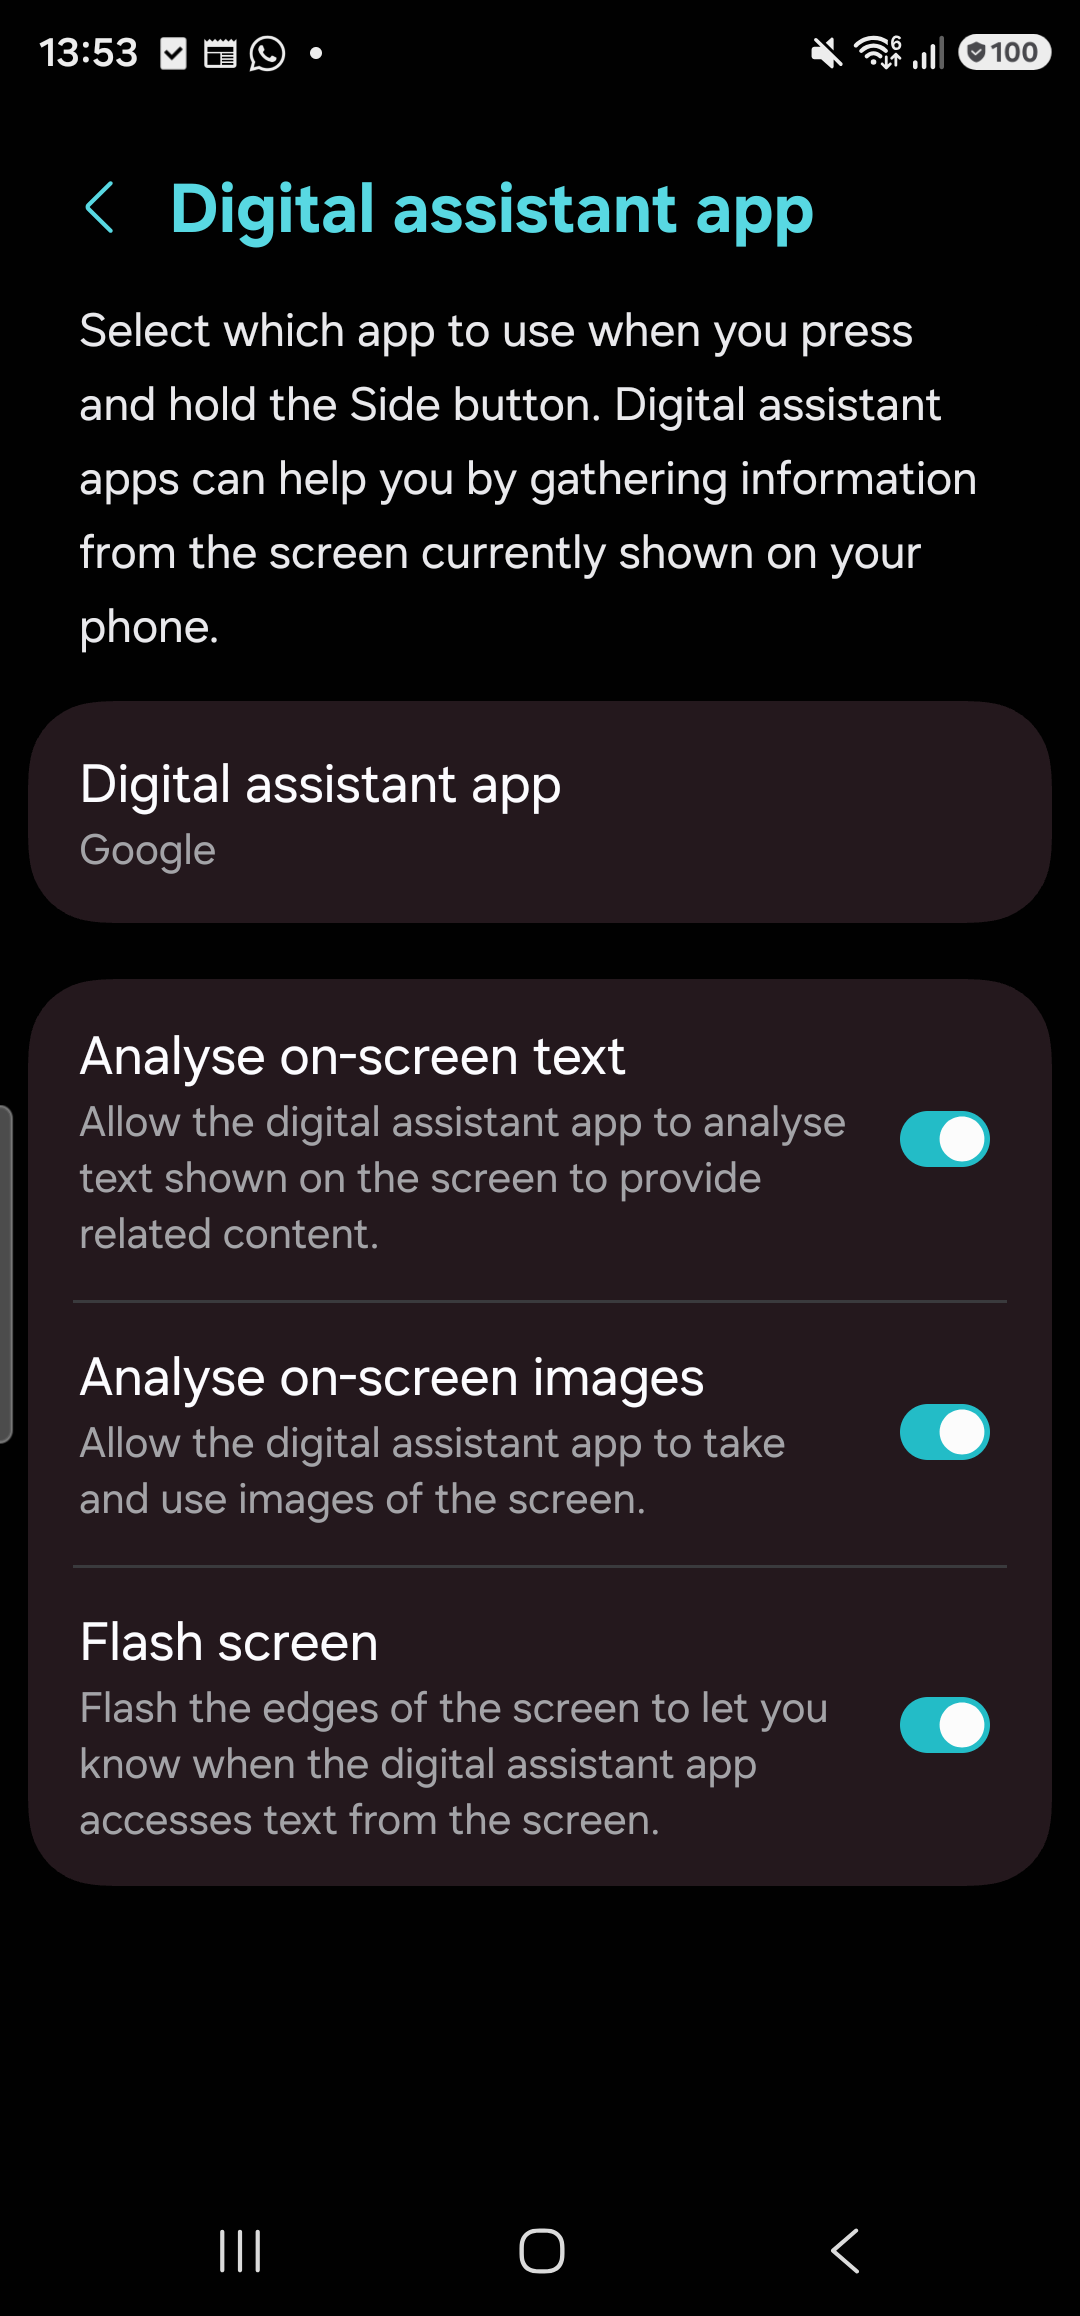 13:53
6
100
Digital assistant app
Select which app to use when you press
and hold the Side button. Digital assistant
apps can help you by gathering information
from the screen currently shown on your
phone.
Digital assistant app
Google
Analyse on-screen text
Allow the digital assistant app to analyse
text shown on the screen to provide
related content.
Analyse on-screen images
Allow the digital assistant app to take
and use images of the screen.
Flash screen
Flash the edges of the screen to let you
know when the digital assistant app
accesses text from the screen.